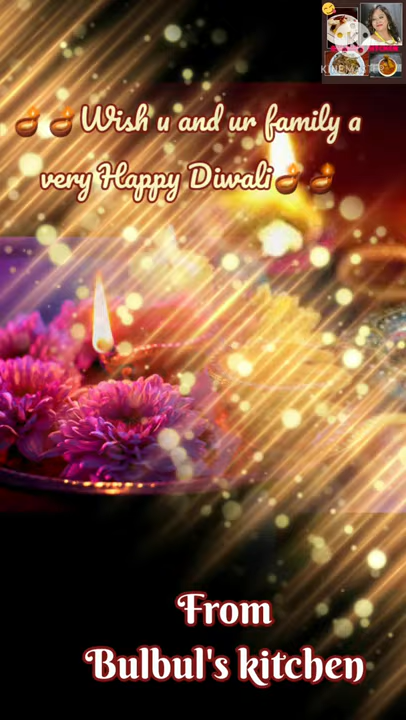 🪔🪔Wish u and ur family a
very Happy Diwali🪔🪔
From
Bulbul's kitchen